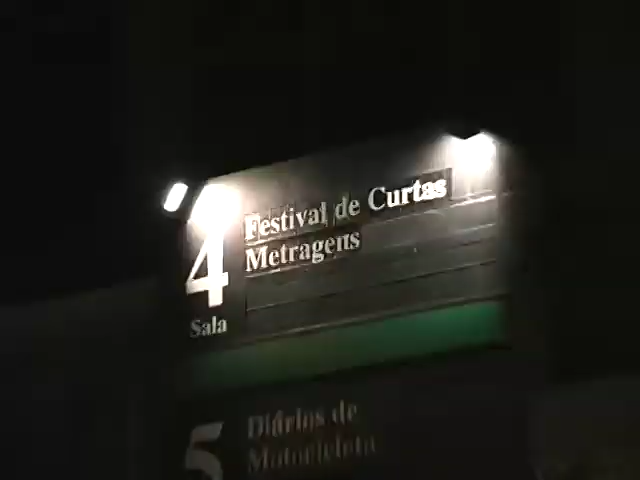 4
Sala
Festival de Curtas
Metragens
5
Diários de
Motocicleta